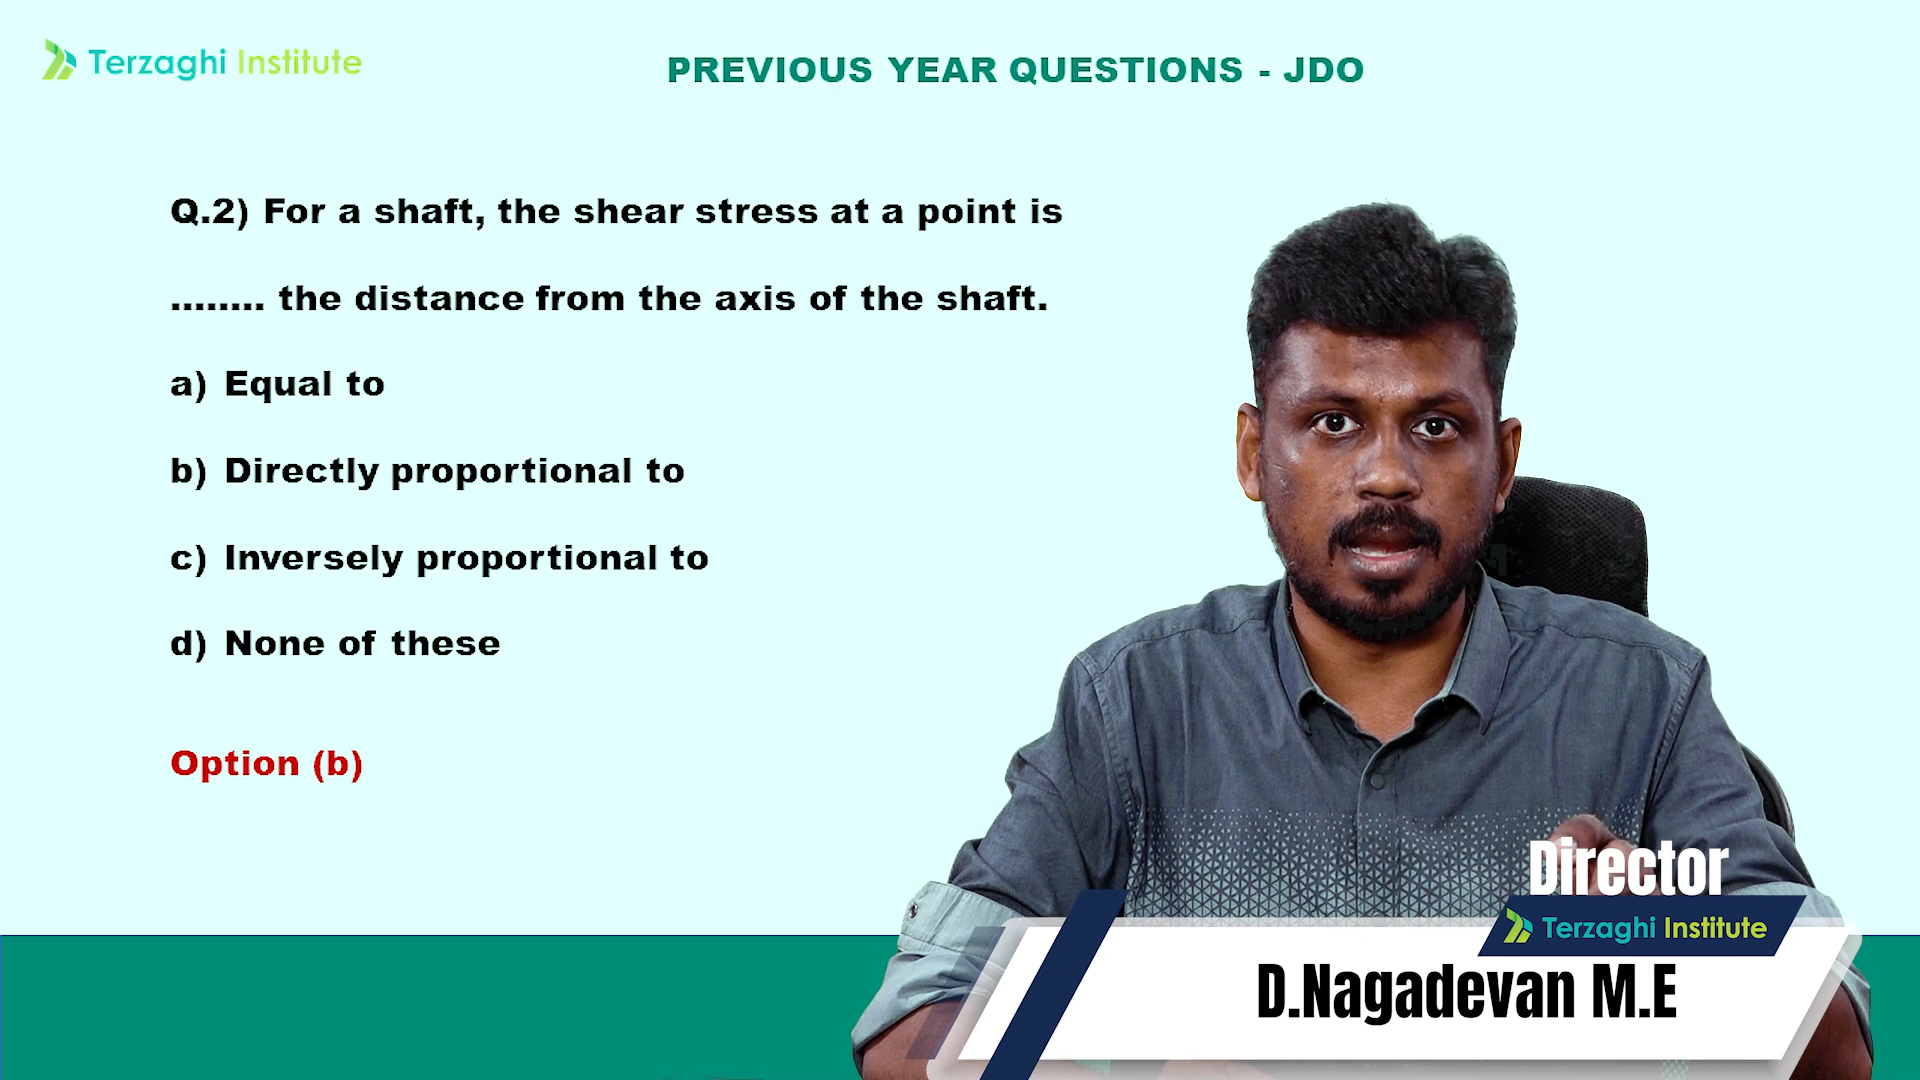 Terzaghi Institute
PREVIOUS YEAR QUESTIONS - JDO
Q.2) For a shaft, the shear stress at a point is
........ the distance from the axis of the shaft.
a) Equal to
b) Directly proportional to
c) Inversely proportional to
d) None of these
Option (b)
Director
Terzaghi Institute
D.Nagadevan M.E